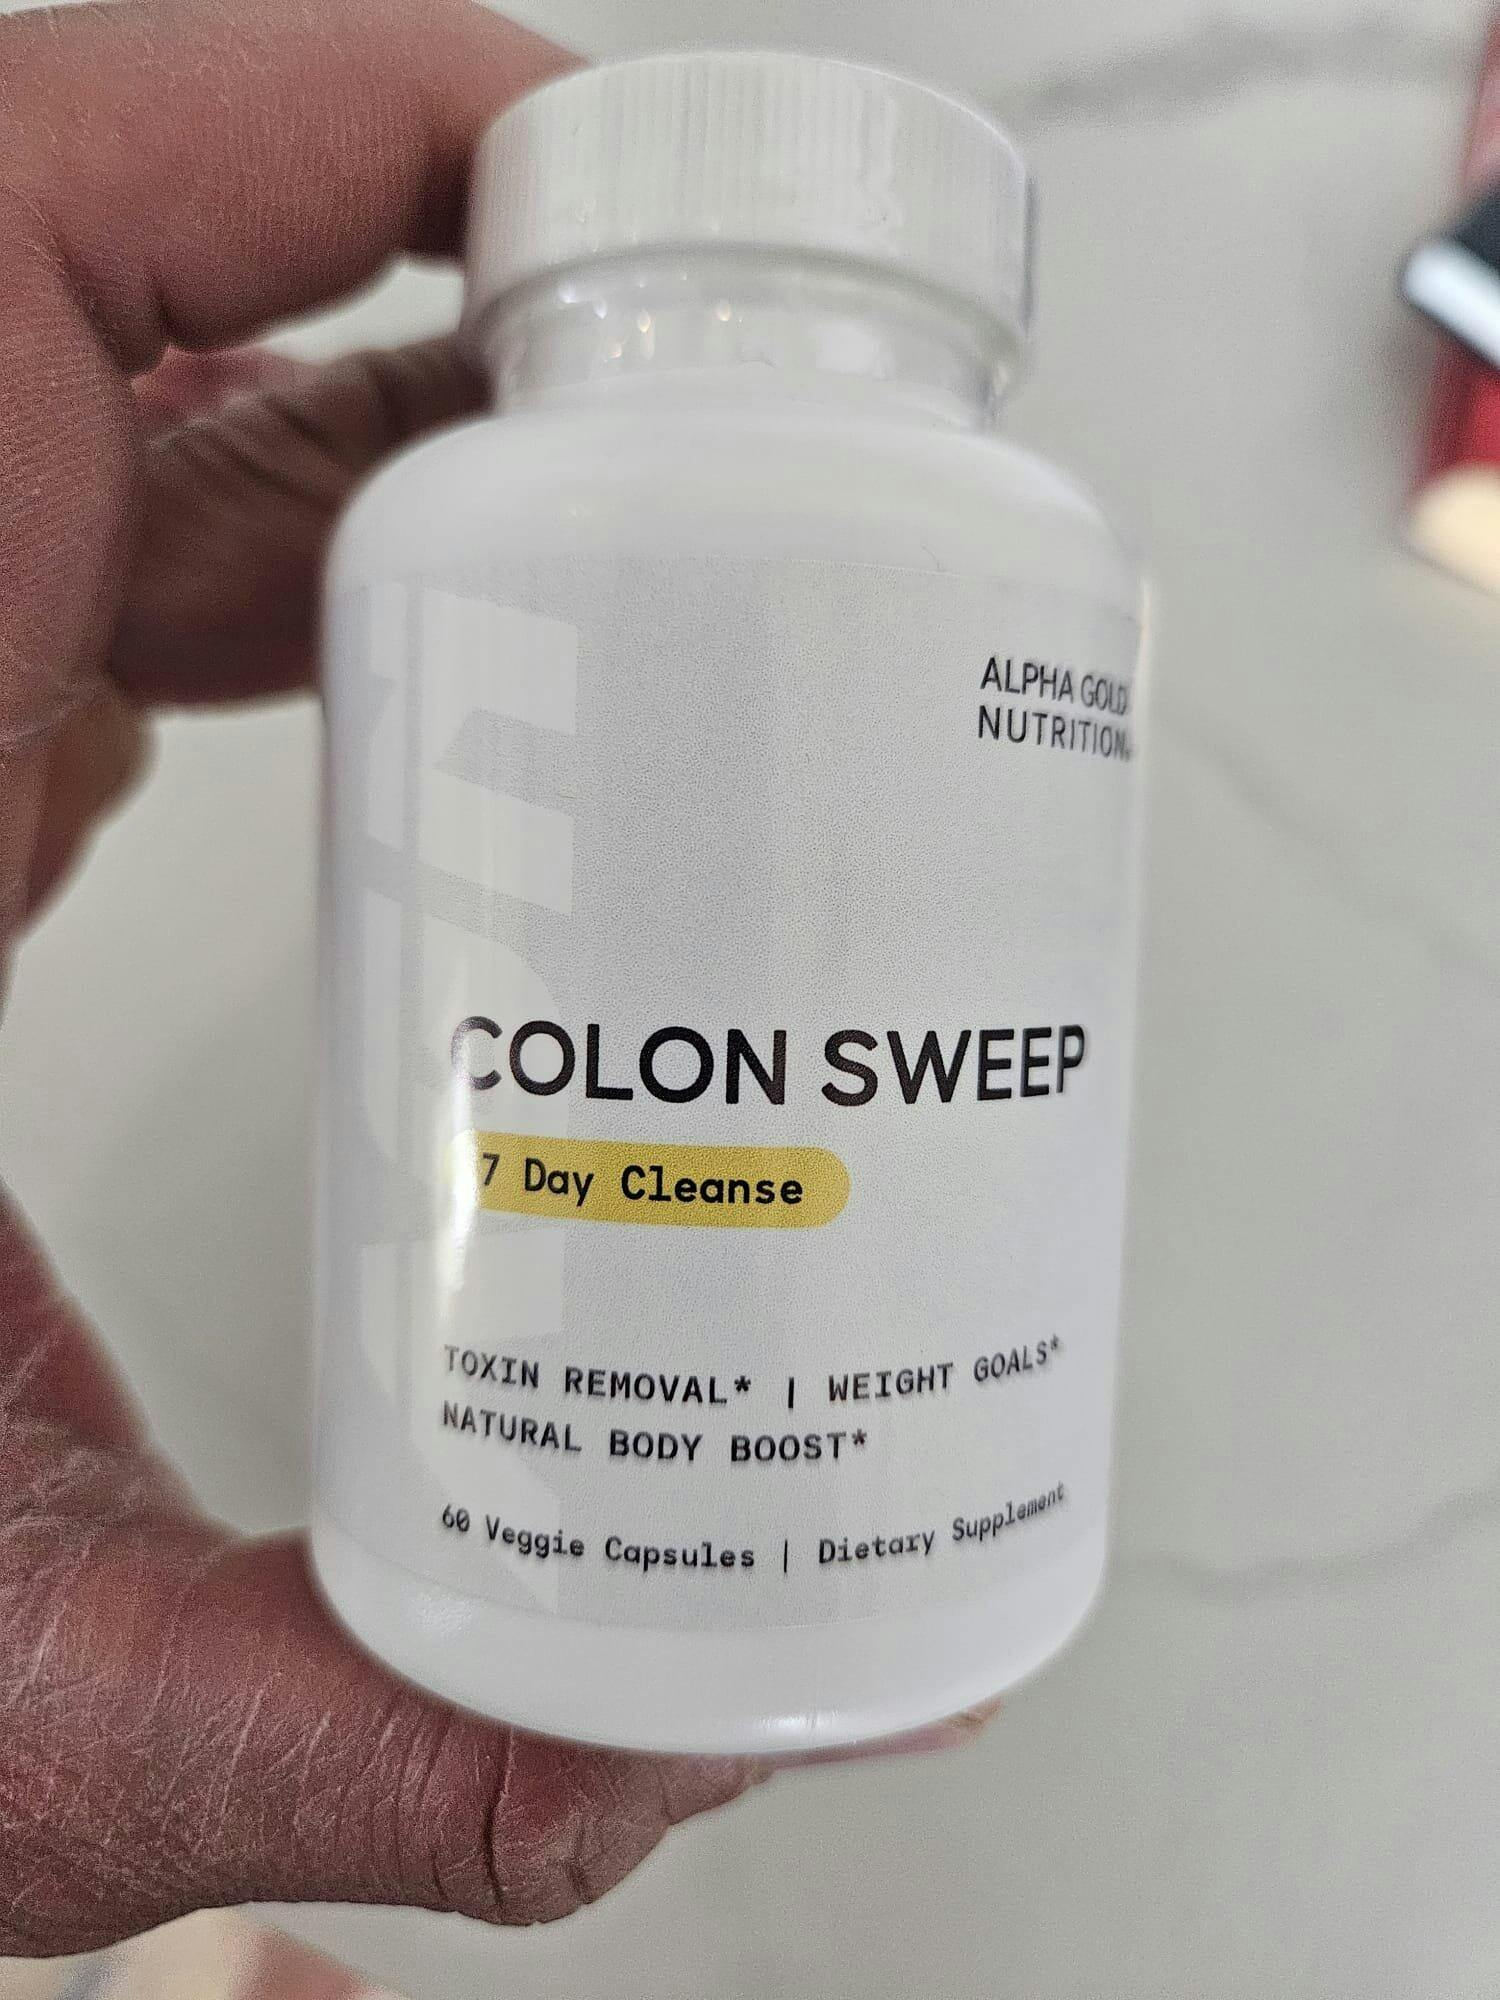 ALPHA GOLD
NUTRITION
COLON SWEEP
7 Day Cleanse
TOXIN REMOVAL* | WEIGHT GOALS*
NATURAL BODY BOOST*
60 Veggie Capsules | Dietary Supplement